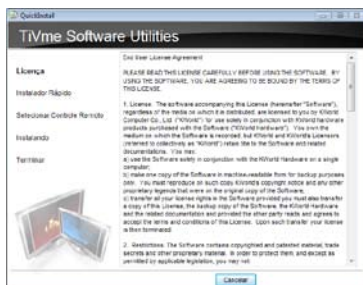 QuickInstall
TiVme Software Utilities
Licença
Instalador Rápido
Selecionar Controle Remoto
Instalando
Terminar
End User License Agreement
PLEASE READ THIS LICENSE CAREFULLY BEFORE USING THE SOFTWARE. BY
USING THE SOFTWARE, YOU ARE AGREEING TO BE BOUND BY THE TERMS OF
THIS LICENSE.
1. License. The software accompanying this License (hereinafter "Software"),
regardless of the media on which it is distributed, are licensed to you by KWorld
Computer Co., Ltd. ("KWorld") for use solely in conjunction with KWorld hardware
products purchased with the Software ("KWorld hardware"). You own the
medium on which the Software is recorded, but KWorld and KWorld's Licensors
(referred to collectively as "KWorld") retain title to the Software and related
documentations. You may:
a) use the Software solely in conjunction with the KWorld Hardware on a single
computer;
b) make one copy of the Software in machine-readable form for backup purposes
only. You must reproduce on such copy KWorld's copyright notice and any other
proprietary legends that were on the original copy of the Software;
c) transfer all your license rights in the Software provided you must also transfer
a copy of this License, the backup copy of the Software, the KWorld Hardware
and the related documentation and provided the other party reads and agrees to
accept the terms and conditions of this License. Upon such transfer your license
is then terminated.
2. Restrictions. The Software contains copyrighted and patented material, trade
secrets and other proprietary material. In order to protect them, and except as
permitted by applicable legislation, you may not:
Cancelar